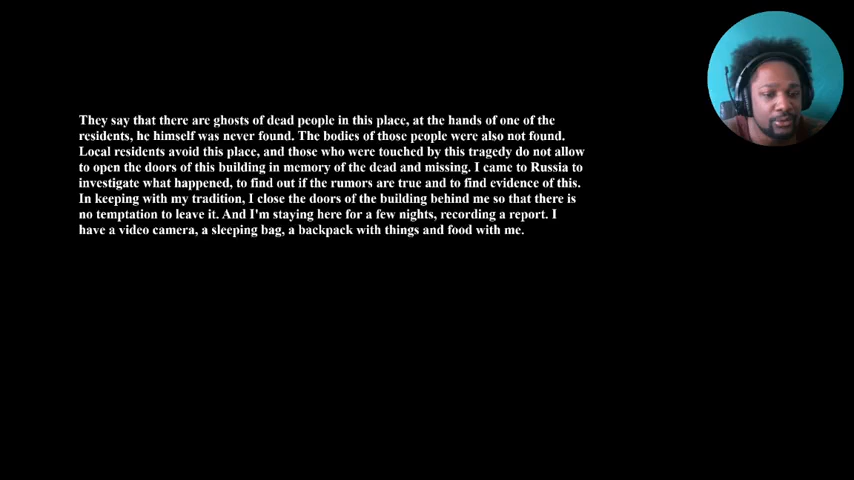 They say that there are ghosts of dead people in this place, at the hands of one of the
residents, he himself was never found. The bodies of those people were also not found.
Local residents avoid this place, and those who were touched by this tragedy do not allow
to open the doors of this building in memory of the dead and missing. I came to Russia to
investigate what happened, to find out if the rumors are true and to find evidence of this.
In keeping with my tradition, I close the doors of the building behind me so that there is
no temptation to leave it. And I'm staying here for a few nights, recording a report. I
have a video camera, a sleeping bag, a backpack with things and food with me.